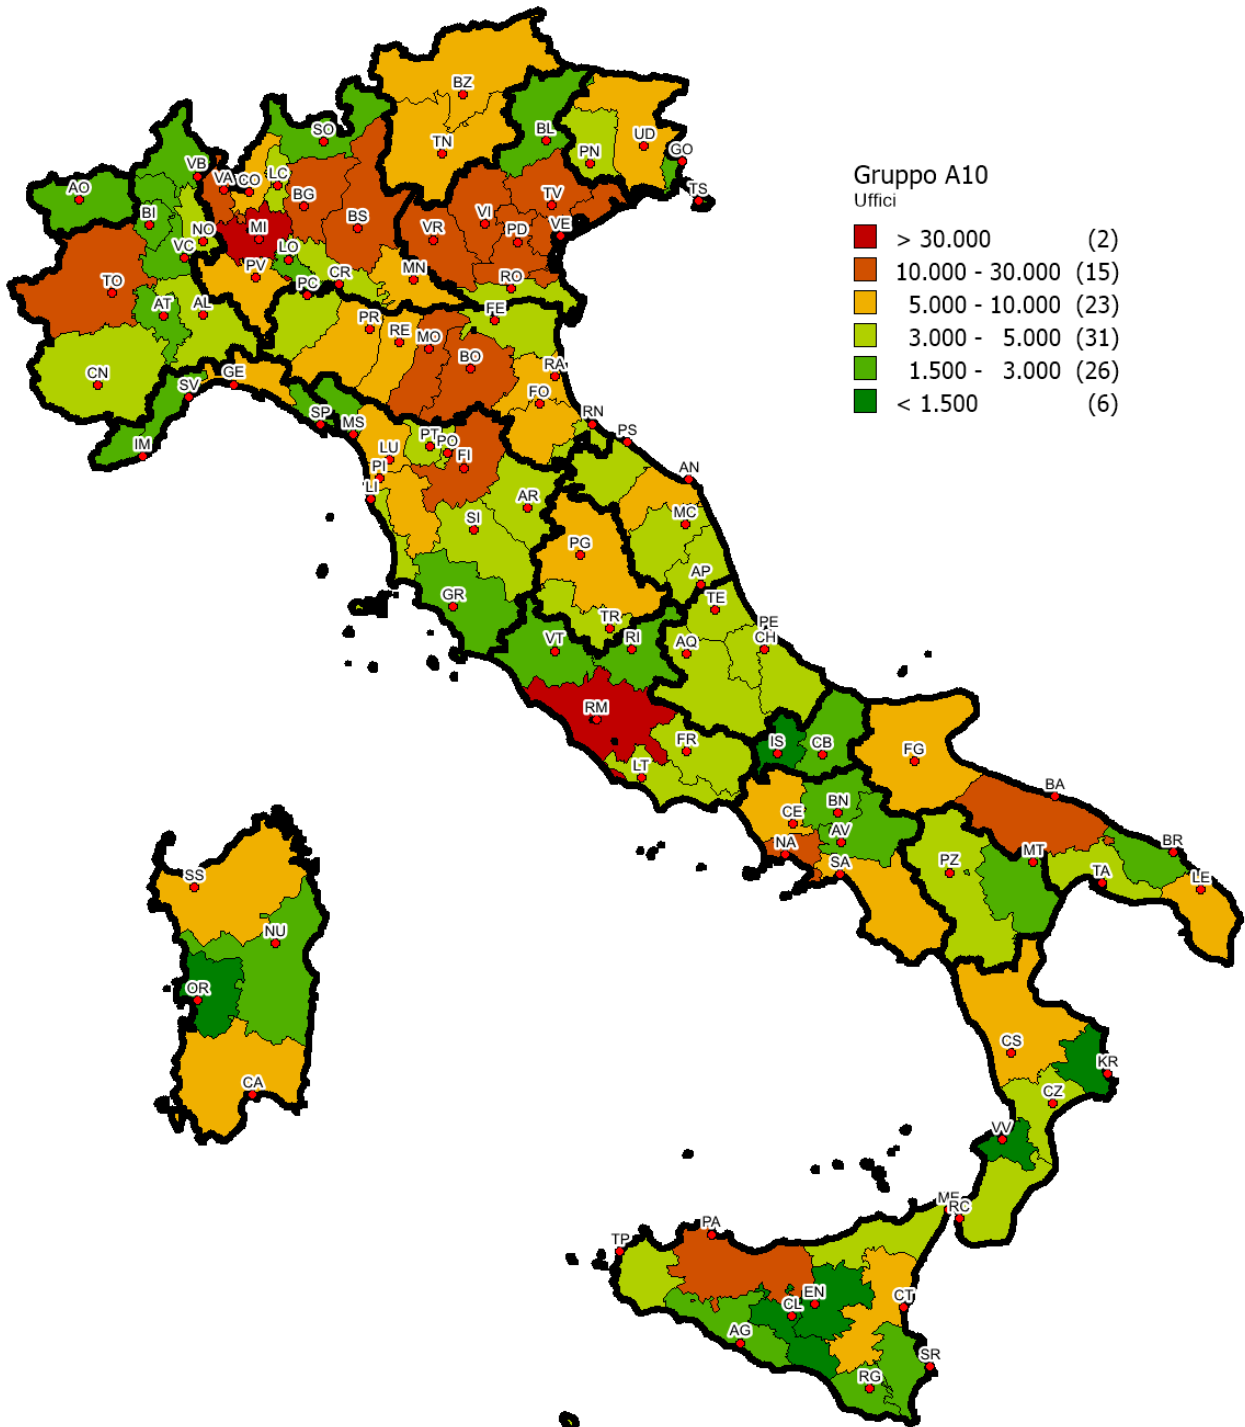 BZ
SO
BL
UD
TN
PN
GO
VB
VA
CO
LC
AO
BG
TV
TS
BI
NO
MI
BS
VR
VI
PD
VE
VC
LO
TO
PV
CR
MN
RO
PC
AT
AL
FE
PR
RE
MO
BO
CN
GE
RA
SV
FO
SP
MS
RN
PS
IM
LU
PT
PO
FI
PI
LI
AN
AR
SI
MC
PG
AP
GR
TE
TR
PE
VT
RI
AQ
CH
RM
FR
IS
CB
FG
LT
BA
BN
CE
AV
NA
SA
PZ
MT
BR
TA
LE
SS
NU
OR
CA
CS
KR
CZ
VV
ME
RC
PA
TP
EN
CL
CT
AG
SR
RG
Gruppo A10
Uffici
> 30.000 (2)
10.000 - 30.000 (15)
5.000 - 10.000 (23)
3.000 - 5.000 (31)
1.500 - 3.000 (26)
< 1.500 (6)